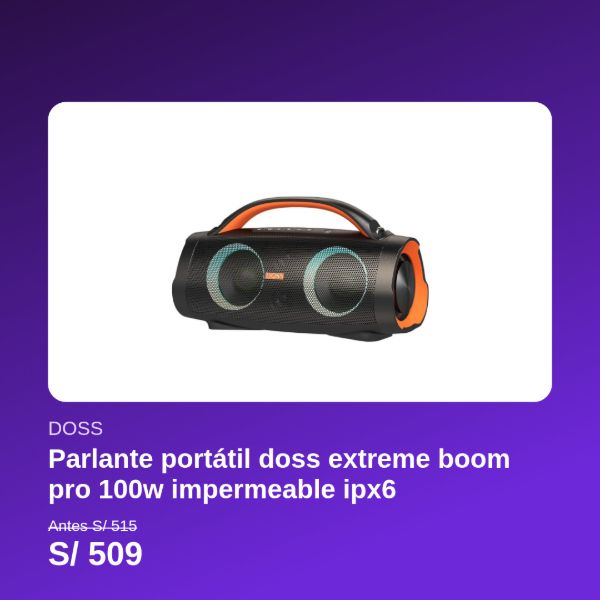 DOSS
Parlante portátil doss extreme boom
pro 100w impermeable ipx6
Antes S/ 515
S/ 509